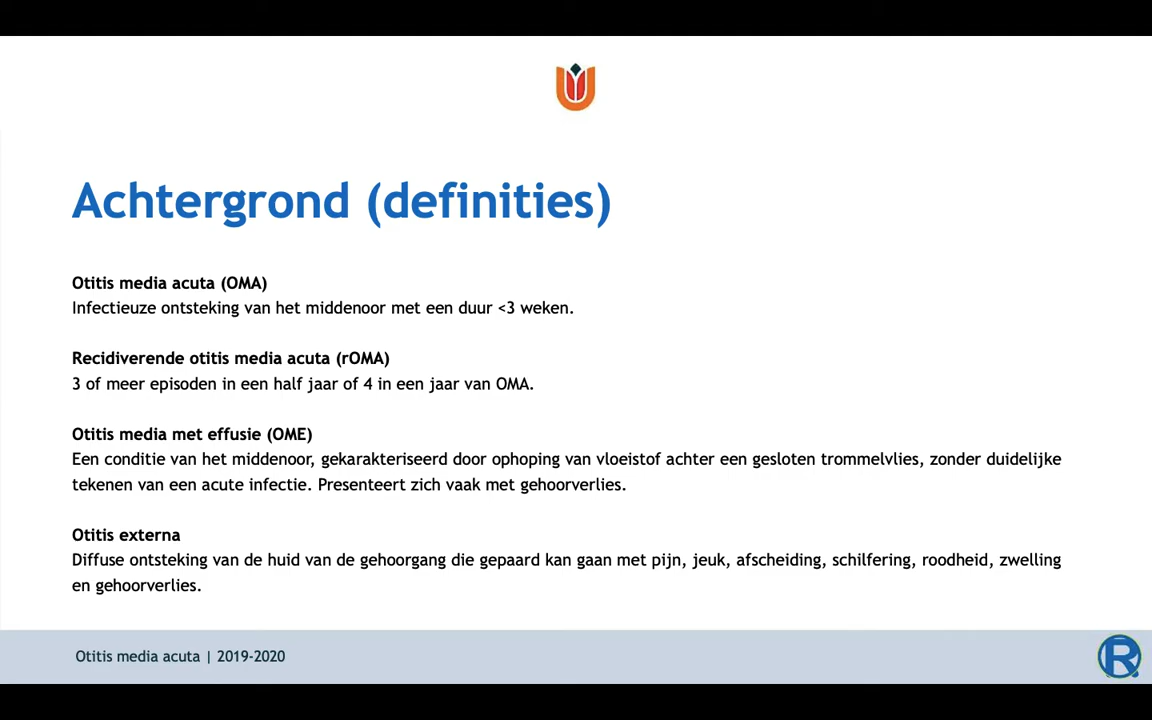 Achtergrond (definities)
Otitis media acuta (OMA)
Infectieuze ontsteking van het middenoor met een duur <3 weken.
Recidiverende otitis media acuta (rOMA)
3 of meer episoden in een half jaar of 4 in een jaar van OMA.
Otitis media met effusie (OME)
Een conditie van het middenoor, gekarakteriseerd door ophoping van vloeistof achter een gesloten trommelvlies, zonder duidelijke
tekenen van een acute infectie. Presenteert zich vaak met gehoorverlies.
Otitis externa
Diffuse ontsteking van de huid van de gehoorgang die gepaard kan gaan met pijn, jeuk, afscheiding, schilfering, roodheid, zwelling
en gehoorverlies.
Otitis media acuta | 2019-2020
R